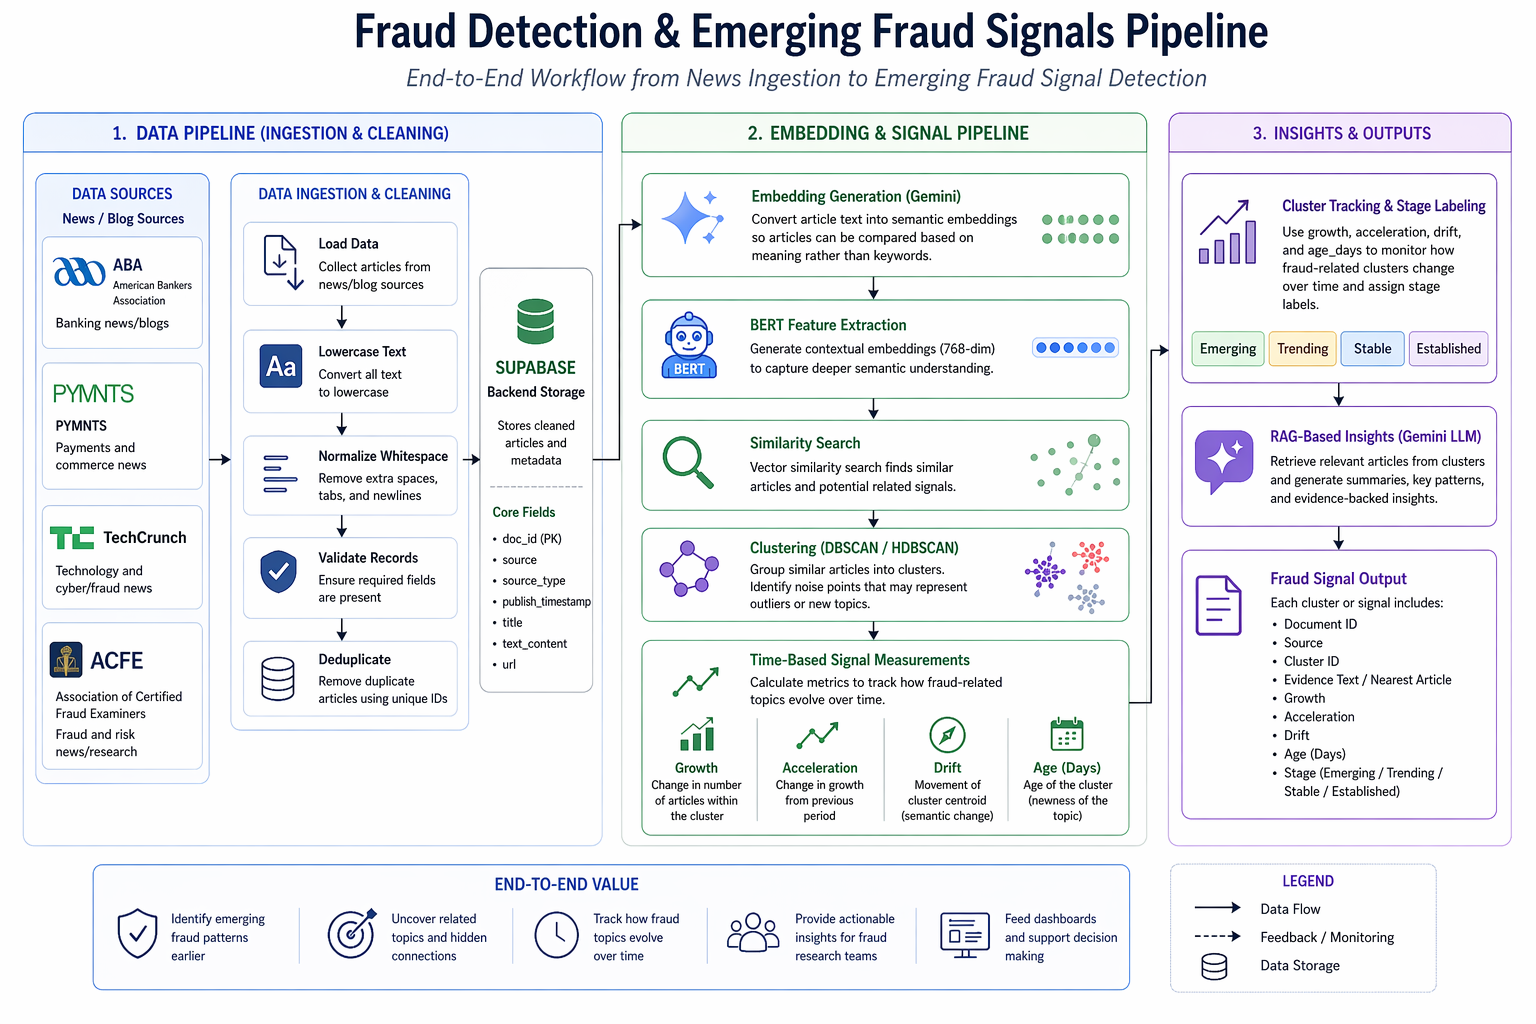 Fraud Detection & Emerging Fraud Signals Pipeline
End-to-End Workflow from News Ingestion to Emerging Fraud Signal Detection
1. DATA PIPELINE (INGESTION & CLEANING)
DATA SOURCES
News / Blog Sources
ABA
American Bankers
Association
Banking news/blogs
PYMNTS
PYMNTS
Payments and
commerce news
TC TechCrunch
Technology and
cyber/fraud news
ACFE
Association of Certified
Fraud Examiners
Fraud and risk
news/research
DATA INGESTION & CLEANING
Load Data
Collect articles from
news/blog sources
Aa
Lowercase Text
Convert all text
to lowercase
Normalize Whitespace
Remove extra spaces,
tabs, and newlines
Validate Records
Ensure required fields
are present
Deduplicate
Remove duplicate
articles using unique IDs
SUPABASE
Backend Storage
Stores cleaned
articles and
metadata
Core Fields
• doc_id (PK)
• source
• source_type
• publish_timestamp
• title
• text_content
• url
2. EMBEDDING & SIGNAL PIPELINE
Embedding Generation (Gemini)
Convert article text into semantic embeddings
so articles can be compared based on
meaning rather than keywords.
BERT
BERT Feature Extraction
Generate contextual embeddings (768-dim)
to capture deeper semantic understanding.
Similarity Search
Vector similarity search finds similar
articles and potential related signals.
Clustering (DBSCAN / HDBSCAN)
Group similar articles into clusters.
Identify noise points that may represent
outliers or new topics.
Time-Based Signal Measurements
Calculate metrics to track how fraud-related
topics evolve over time.
Growth
Change in number
of articles within
the cluster
Acceleration
Change in growth
from previous
period
Drift
Movement of
cluster centroid
(semantic change)
Age (Days)
Age of the cluster
(newness of the
topic)
3. INSIGHTS & OUTPUTS
Cluster Tracking & Stage Labeling
Use growth, acceleration, drift,
and age_days to monitor how
fraud-related clusters change
over time and assign stage
labels.
Emerging
Trending
Stable
Established
RAG-Based Insights (Gemini LLM)
Retrieve relevant articles from clusters
and generate summaries, key patterns,
and evidence-backed insights.
Fraud Signal Output
Each cluster or signal includes:
• Document ID
• Source
• Cluster ID
• Evidence Text / Nearest Article
• Growth
• Acceleration
• Drift
• Age (Days)
• Stage (Emerging / Trending /
Stable / Established)
END-TO-END VALUE
Identify emerging
fraud patterns
earlier
Uncover related
topics and hidden
connections
Track how fraud
topics evolve
over time
Provide actionable
insights for fraud
research teams
Feed dashboards
and support decision
making
LEGEND
Data Flow
Feedback / Monitoring
Data Storage